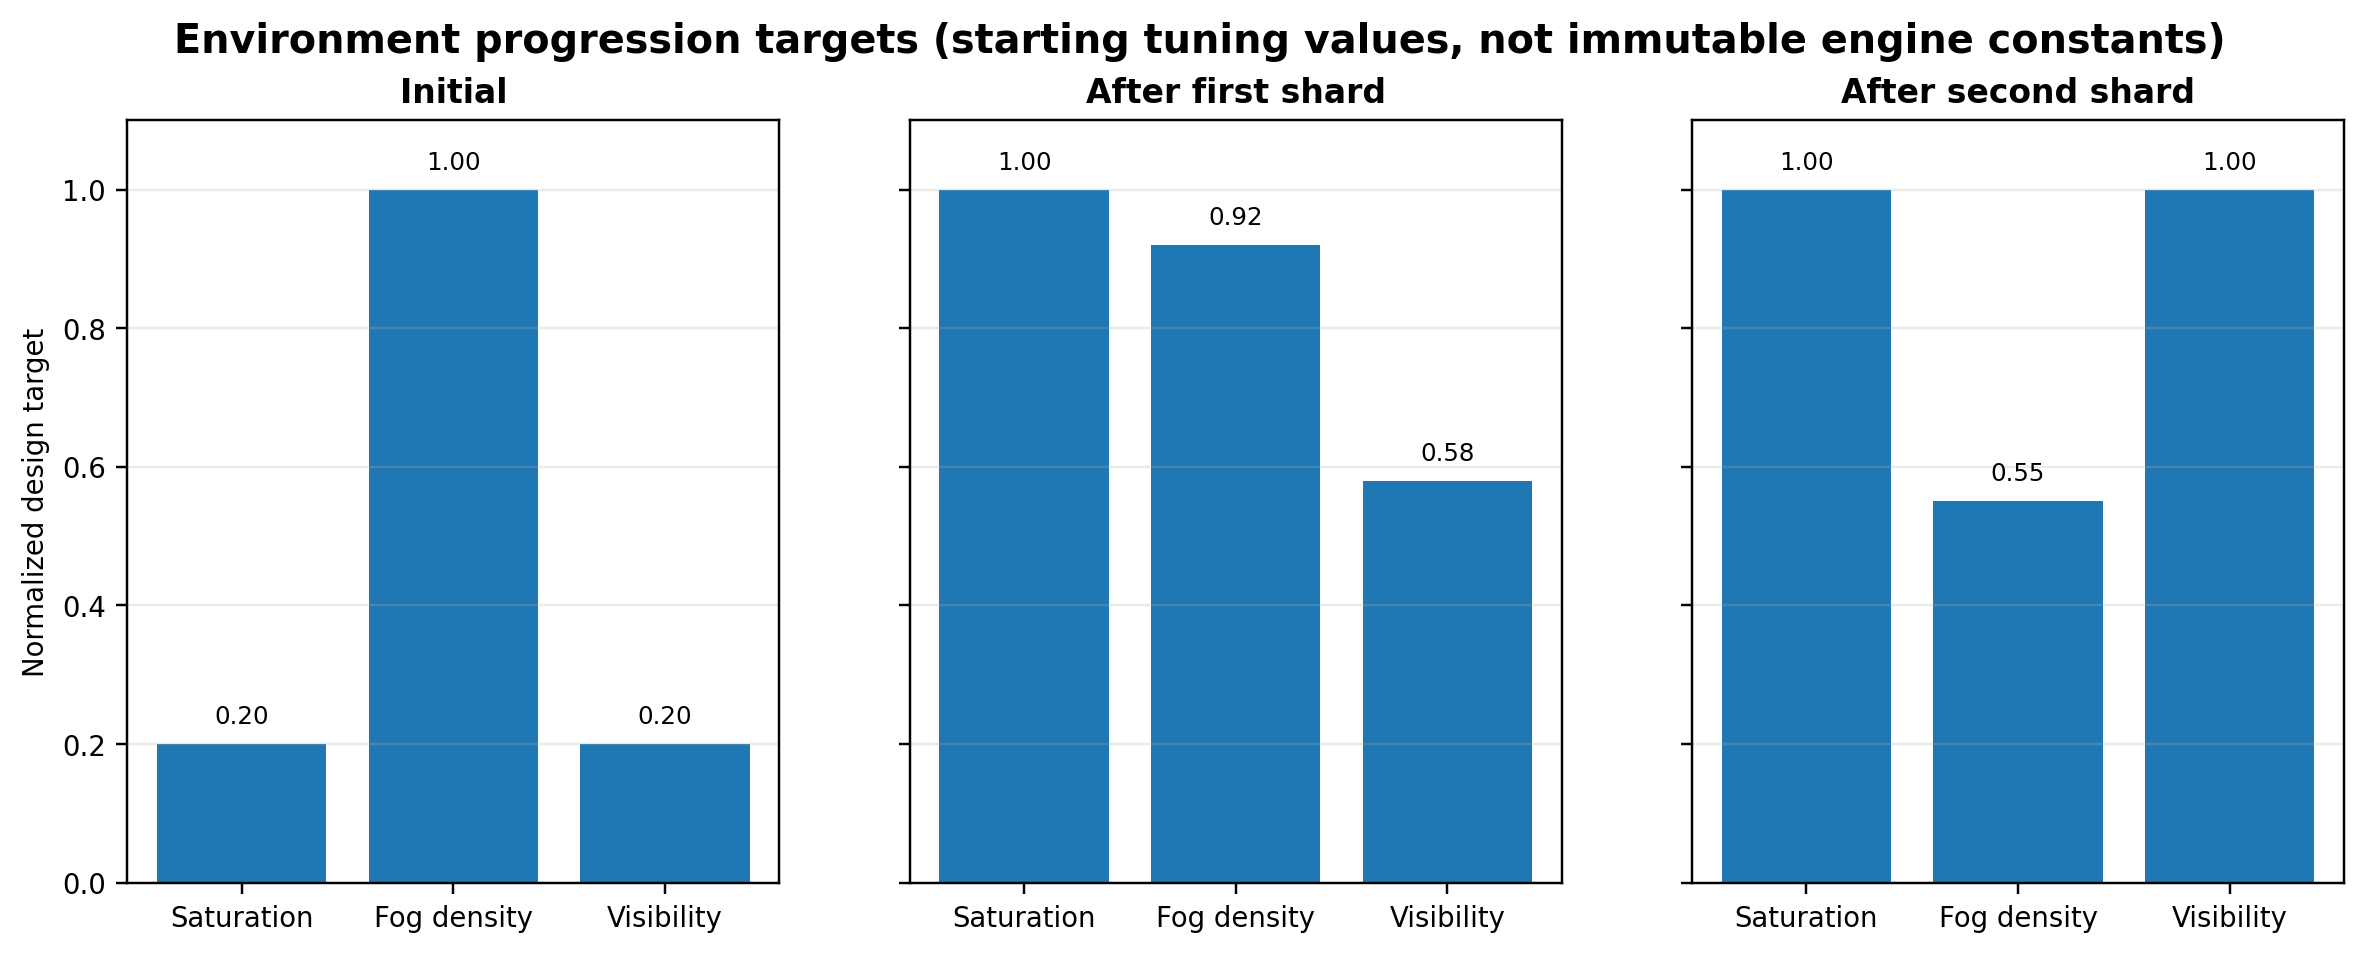 Environment progression targets (starting tuning values, not immutable engine constants)
Initial
After first shard
After second shard
Normalized design target
1.0
0.8
0.6
0.4
0.2
0.0
0.20
1.00
0.20
Saturation
Fog density
Visibility
1.00
0.92
0.58
Saturation
Fog density
Visibility
1.00
0.55
1.00
Saturation
Fog density
Visibility